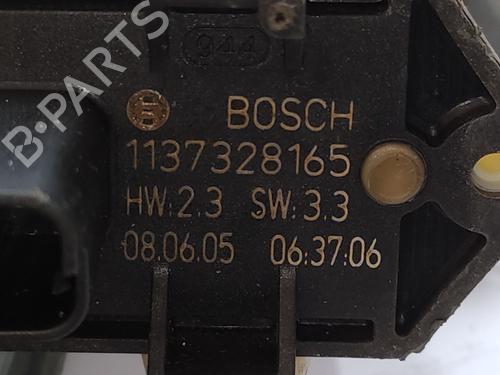 944
BOSCH
1137328165
HW:2.3 SW:3.3
08.06.05 06:37:06
B-PARTS